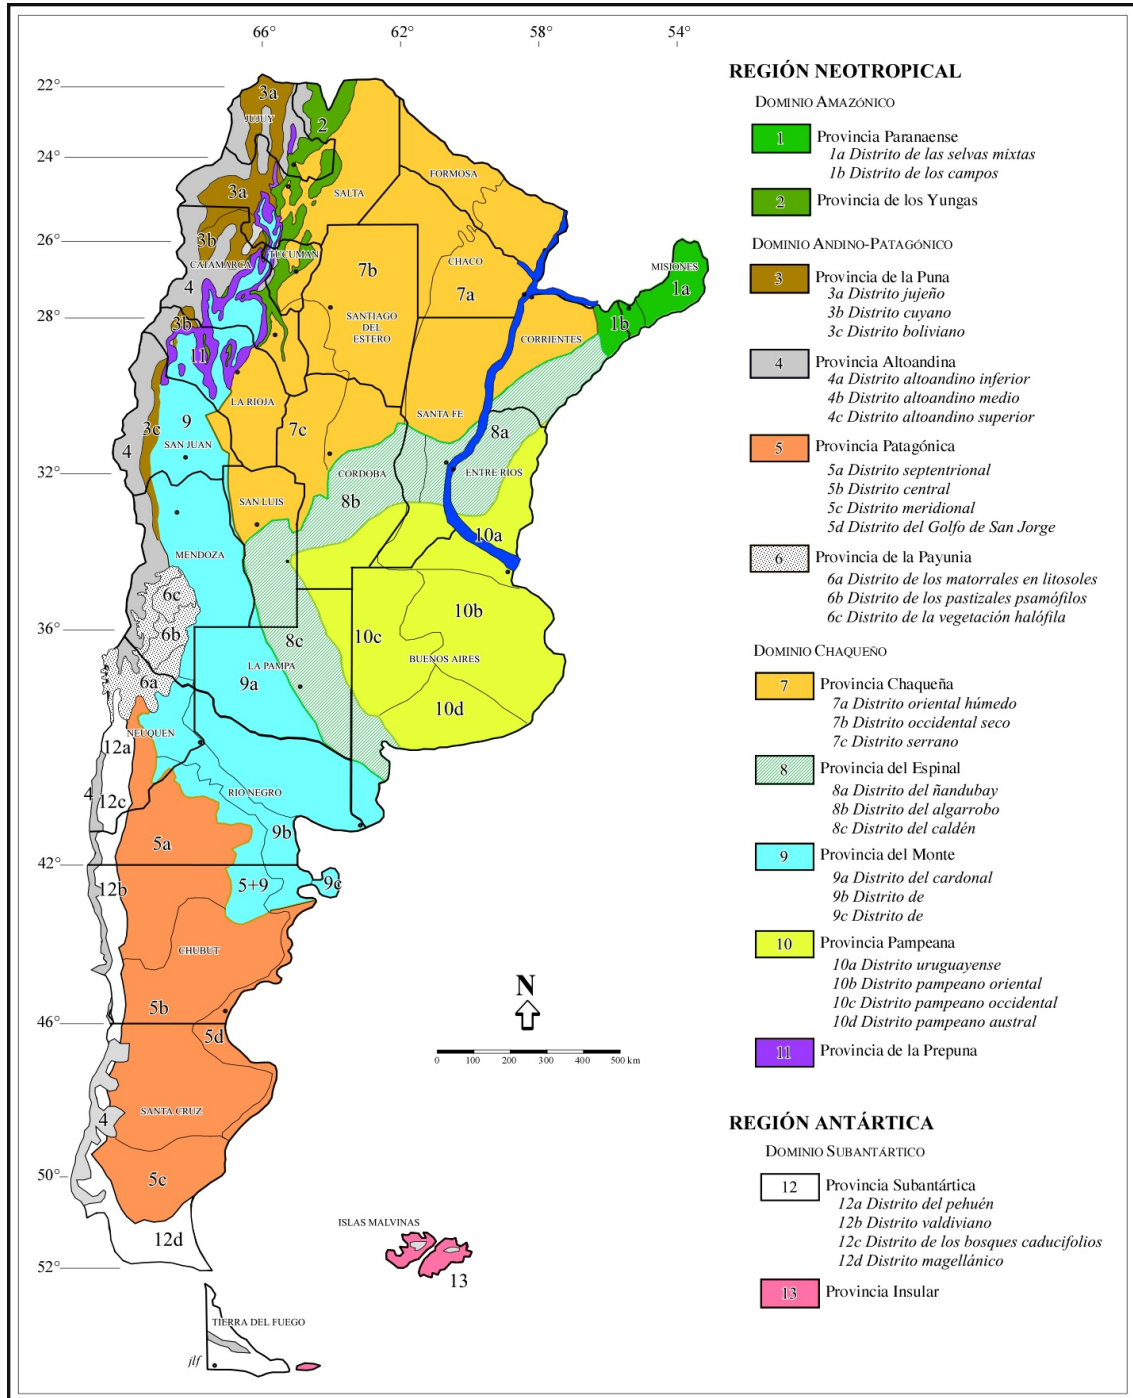 66°
62°
58°
54°
22°
24°
26°
28°
32°
36°
42°
46°
50°
52°
3a
JUJUY
2
3a
SALTA
FORMOSA
3b
CATAMARCA
TUCUMAN
7b
CHACO
7a
MISIONES
1a
4
3b
SANTIAGO
DEL
ESTERO
1b
CORRIENTES
11
LA RIOJA
9
SAN JUAN
3c
4
7c
SANTA FE
8a
ENTRE RIOS
CORDOBA
8b
SAN LUIS
10a
MENDOZA
6c
6b
6a
8c
LA PAMPA
9a
10c
10b
BUENOS AIRES
10d
NEUQUEN
12a
4
12c
RIO NEGRO
9b
5a
12b
5+9
9c
CHUBUT
5b
5d
SANTA CRUZ
4
5c
12d
N
0 100 200 300 400 500 km
ISLAS MALVINAS
13
TIERRA DEL FUEGO
jlf
REGIÓN NEOTROPICAL
DOMINIO AMAZÓNICO
1 Provincia Paranaense
1a Distrito de las selvas mixtas
1b Distrito de los campos
2 Provincia de los Yungas
DOMINIO ANDINO-PATAGÓNICO
3 Provincia de la Puna
3a Distrito jujeño
3b Distrito cuyano
3c Distrito boliviano
4 Provincia Altoandina
4a Distrito altoandino inferior
4b Distrito altoandino medio
4c Distrito altoandino superior
5 Provincia Patagónica
5a Distrito septentrional
5b Distrito central
5c Distrito meridional
5d Distrito del Golfo de San Jorge
6 Provincia de la Payunia
6a Distrito de los matorrales en litosoles
6b Distrito de los pastizales psamófilos
6c Distrito de la vegetación halófila
DOMINIO CHAQUEÑO
7 Provincia Chaqueña
7a Distrito oriental húmedo
7b Distrito occidental seco
7c Distrito serrano
8 Provincia del Espinal
8a Distrito del ñandubay
8b Distrito del algarrobo
8c Distrito del caldén
9 Provincia del Monte
9a Distrito del cardonal
9b Distrito de
9c Distrito de
10 Provincia Pampeana
10a Distrito uruguayense
10b Distrito pampeano oriental
10c Distrito pampeano occidental
10d Distrito pampeano austral
11 Provincia de la Prepuna
REGIÓN ANTÁRTICA
DOMINIO SUBANTÁRTICO
12 Provincia Subantártica
12a Distrito del pehuén
12b Distrito valdiviano
12c Distrito de los bosques caducifolios
12d Distrito magellánico
13 Provincia Insular